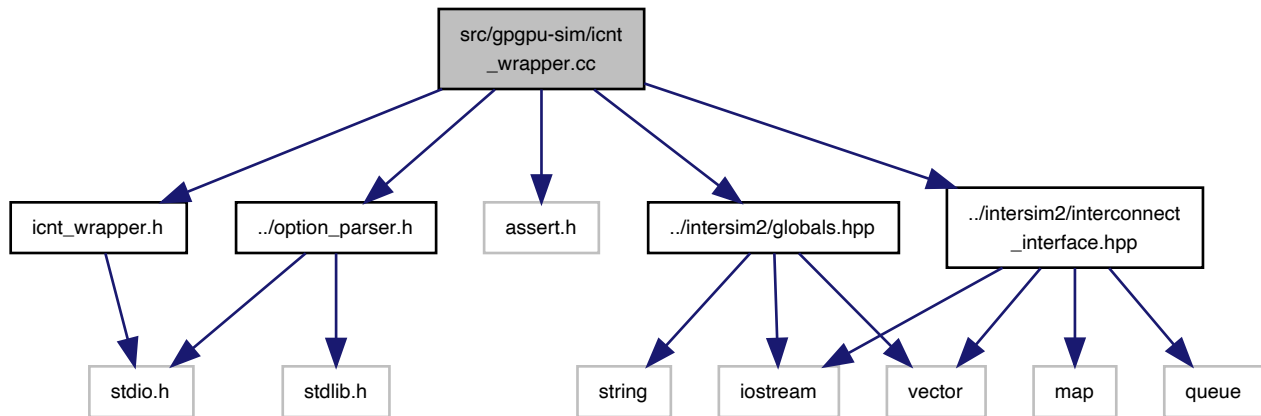 src/gpgpu-sim/icnt
_wrapper.cc
icnt_wrapper.h
../option_parser.h
assert.h
../intersim2/globals.hpp
../intersim2/interconnect
_interface.hpp
stdio.h
stdlib.h
string
iostream
vector
map
queue